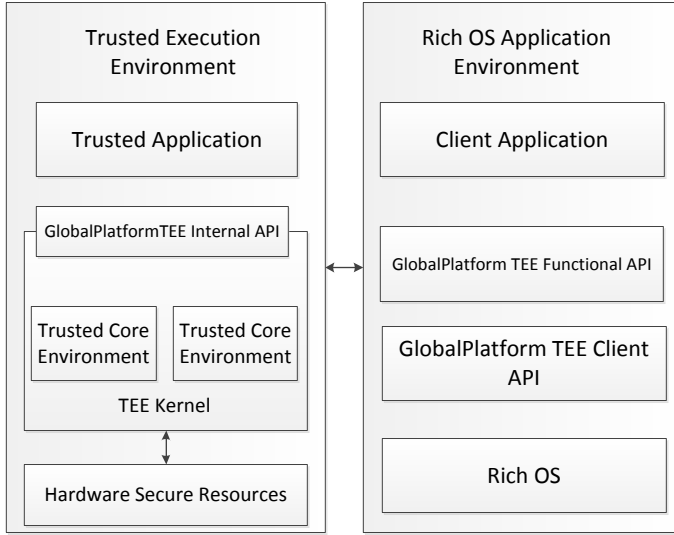 Trusted Execution
Environment
Trusted Application
GlobalPlatformTEE Internal API
Trusted Core
Environment
Trusted Core
Environment
TEE Kernel
Hardware Secure Resources
Rich OS Application
Environment
Client Application
GlobalPlatform TEE Functional API
GlobalPlatform TEE Client
API
Rich OS